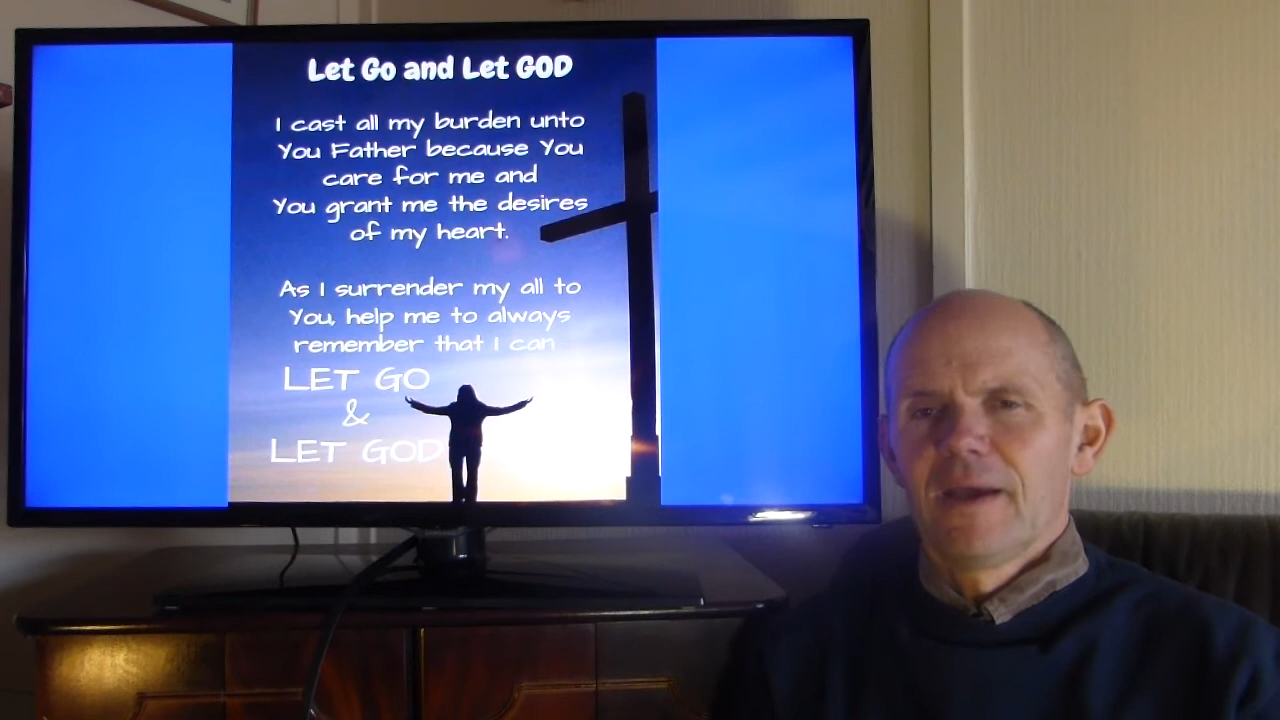 Let Go and Let GOD
I cast all my burden unto
You Father because You
care for me and
You grant me the desires
of my heart.
As I surrender my all to
You, help me to always
remember that I can
LET GO
&
LET GOD